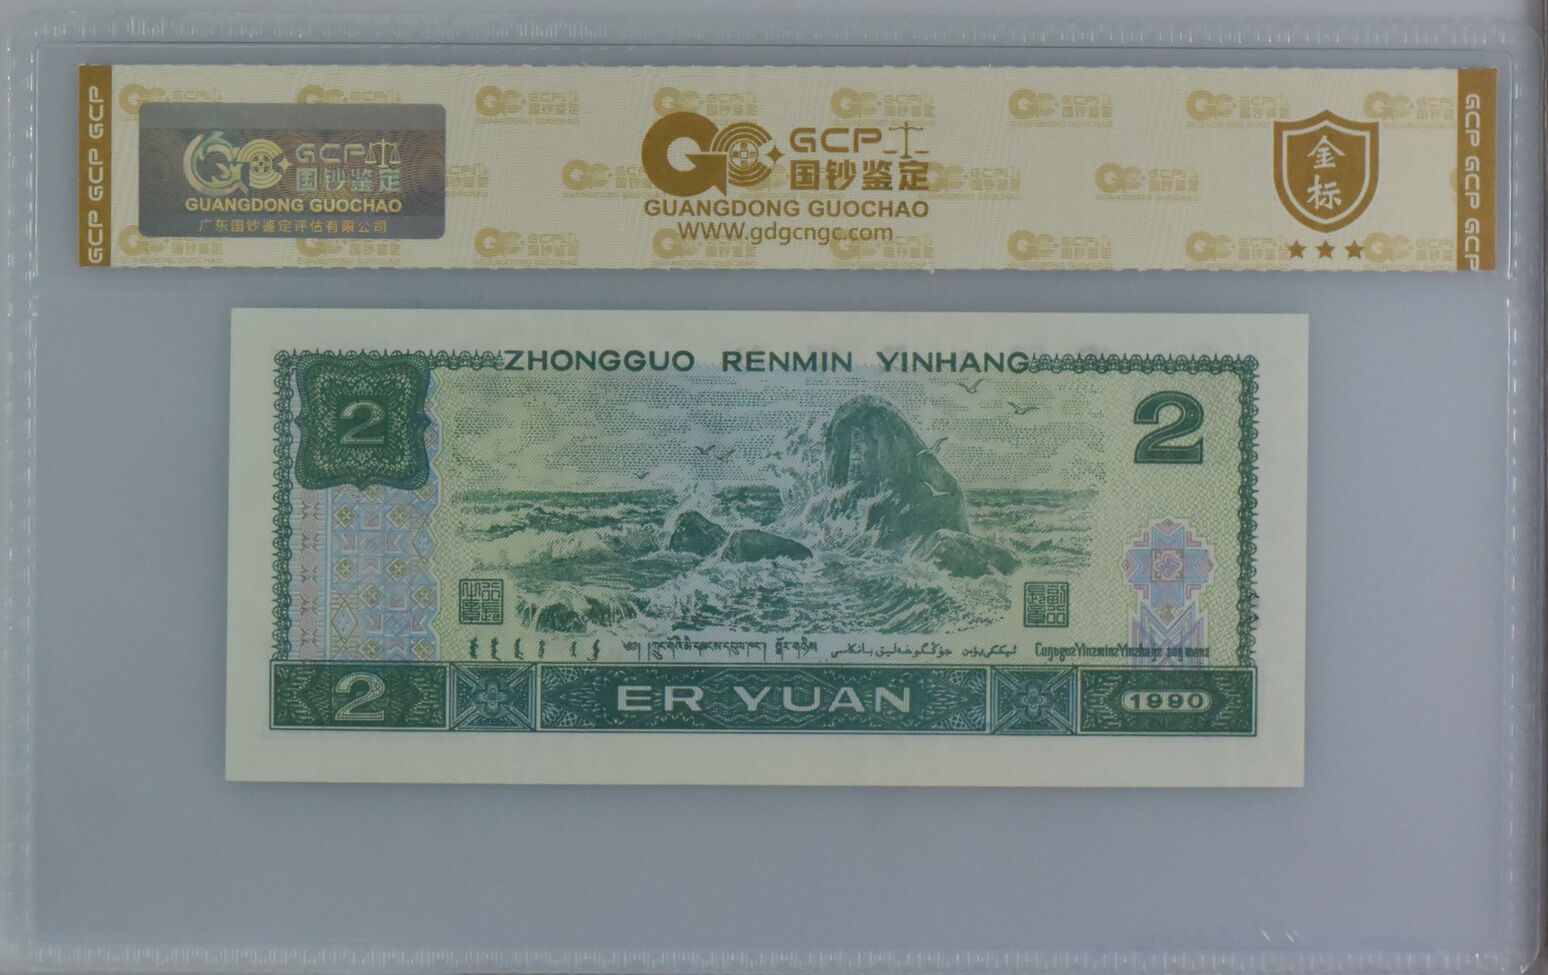 GCP GCP GCP
GCP 国钞鉴定
GUANGDONG GUOCHAO
广东国钞鉴定评估有限公司
GCP
国钞鉴定
GUANGDONG GUOCHAO
WWW.gdgcngc.com
金标
GCP GCP GCP
ZHONGGUO RENMIN YINHANG
2
2
2
ER YUAN
1990